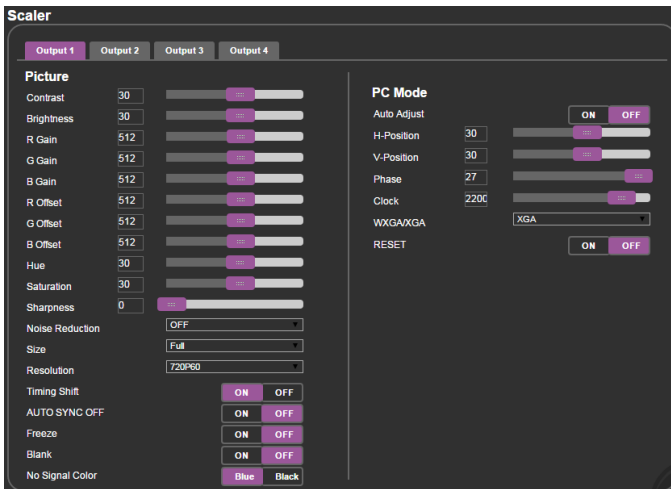 Scaler
Output 1 Output 2 Output 3 Output 4
Picture
Contrast 30
Brightness 30
R Gain 512
G Gain 512
B Gain 512
R Offset 512
G Offset 512
B Offset 512
Hue 30
Saturation 30
Sharpness 0
Noise Reduction OFF
Size Full
Resolution 720P60
Timing Shift ON OFF
AUTO SYNC OFF ON OFF
Freeze ON OFF
Blank ON OFF
No Signal Color Blue Black
PC Mode
Auto Adjust ON OFF
H-Position 30
V-Position 30
Phase 27
Clock 2200
WXGA/XGA XGA
RESET ON OFF